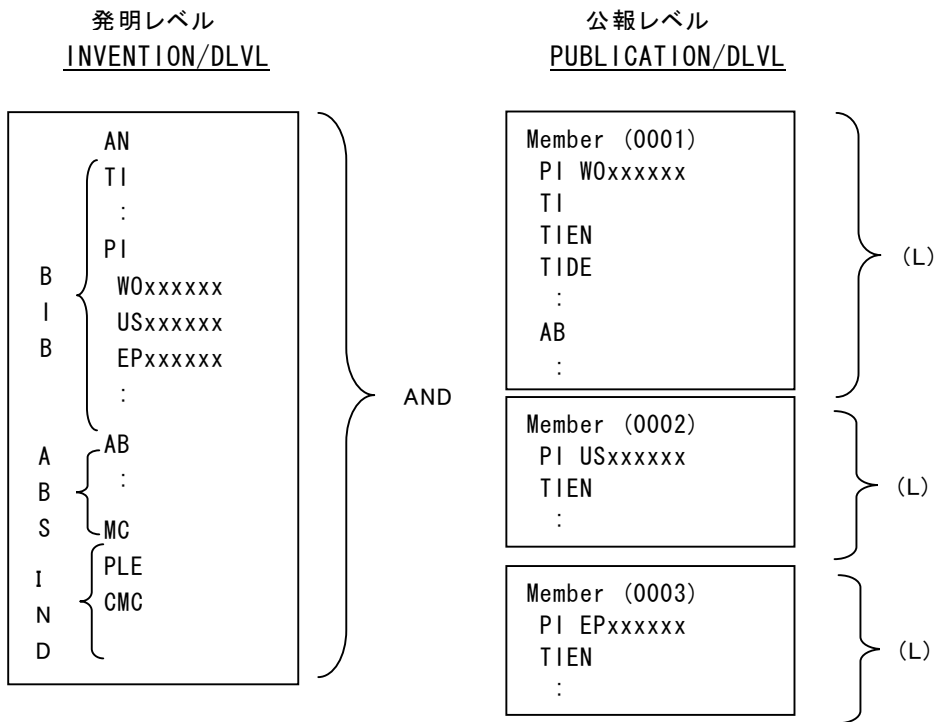 発明レベル
INVENTION/DLVL
AN
TI
:
PI
WOxxxxxx
USxxxxxx
EPxxxxxx
:
AB
:
MC
PLE
CMC
B
I
B
A
B
S
I
N
D
AND
公報レベル
PUBLICATION/DLVL
Member (0001)
PI WOxxxxxx
TI
TIEN
TIDE
:
AB
:
(L)
Member (0002)
PI USxxxxxx
TIEN
:
(L)
Member (0003)
PI EPxxxxxx
TIEN
:
(L)